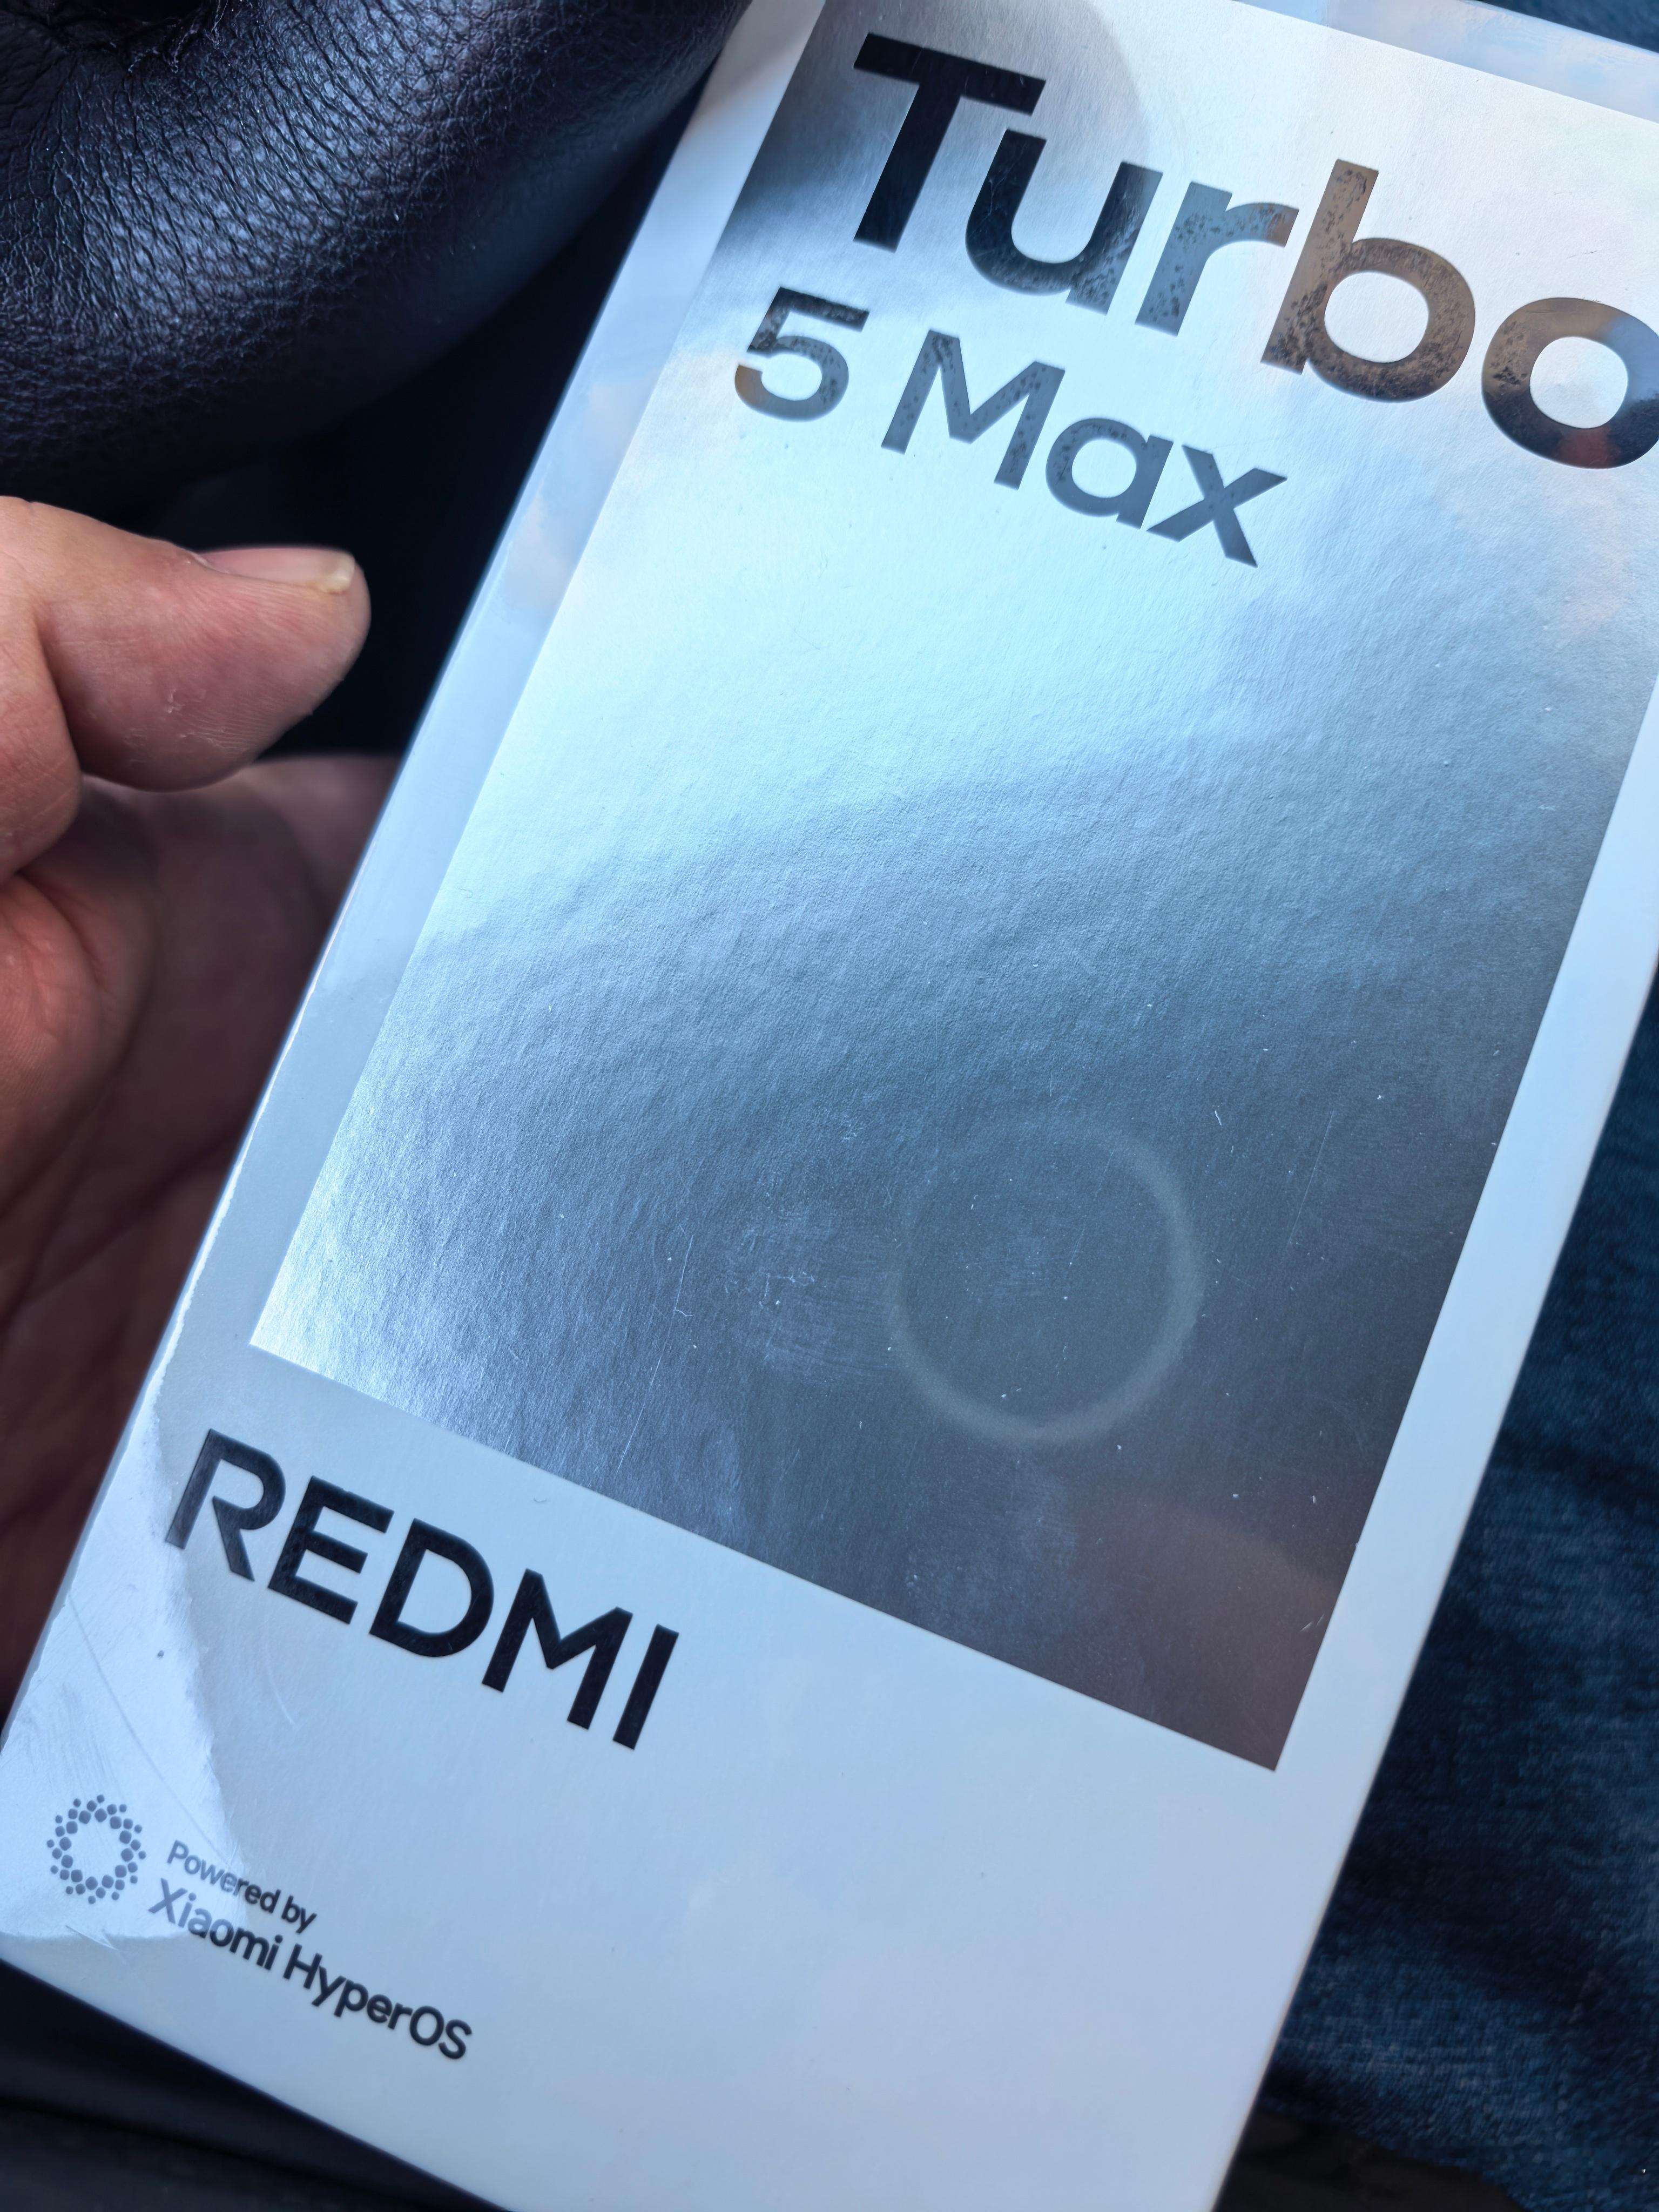 Turbo
5 Max
REDMI
Powered by
Xiaomi HyperOS